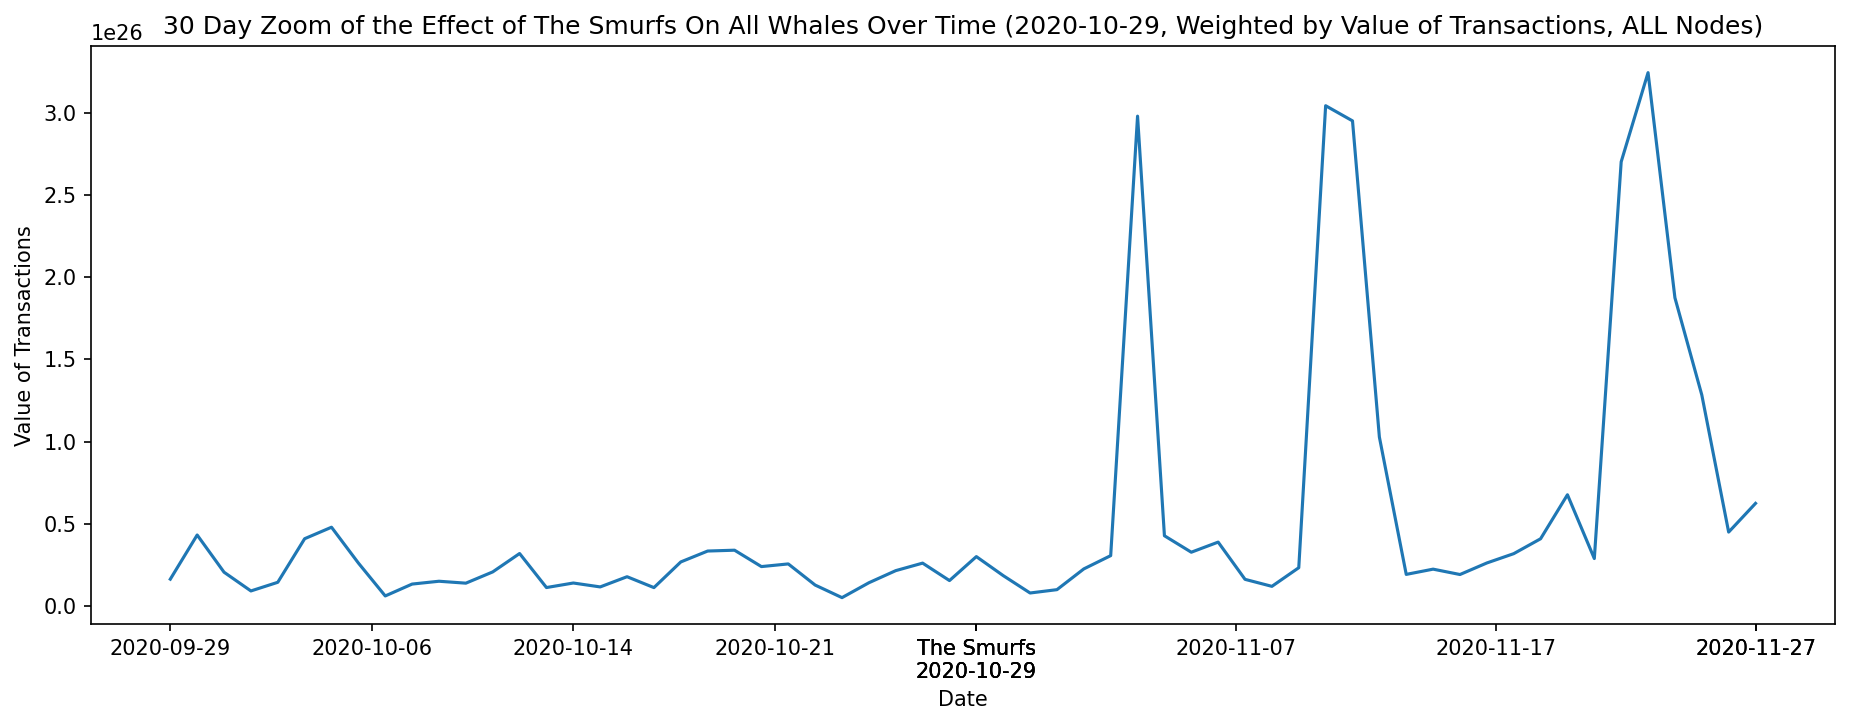 30 Day Zoom of the Effect of The Smurfs On All Whales Over Time (2020-10-29, Weighted by Value of Transactions, ALL Nodes)
1e26
3.0
2.5
2.0
1.5
1.0
0.5
0.0
Value of Transactions
2020-09-29 2020-10-06 2020-10-14 2020-10-21 The Smurfs 2020-11-07 2020-11-17 2020-11-27
2020-10-29
Date